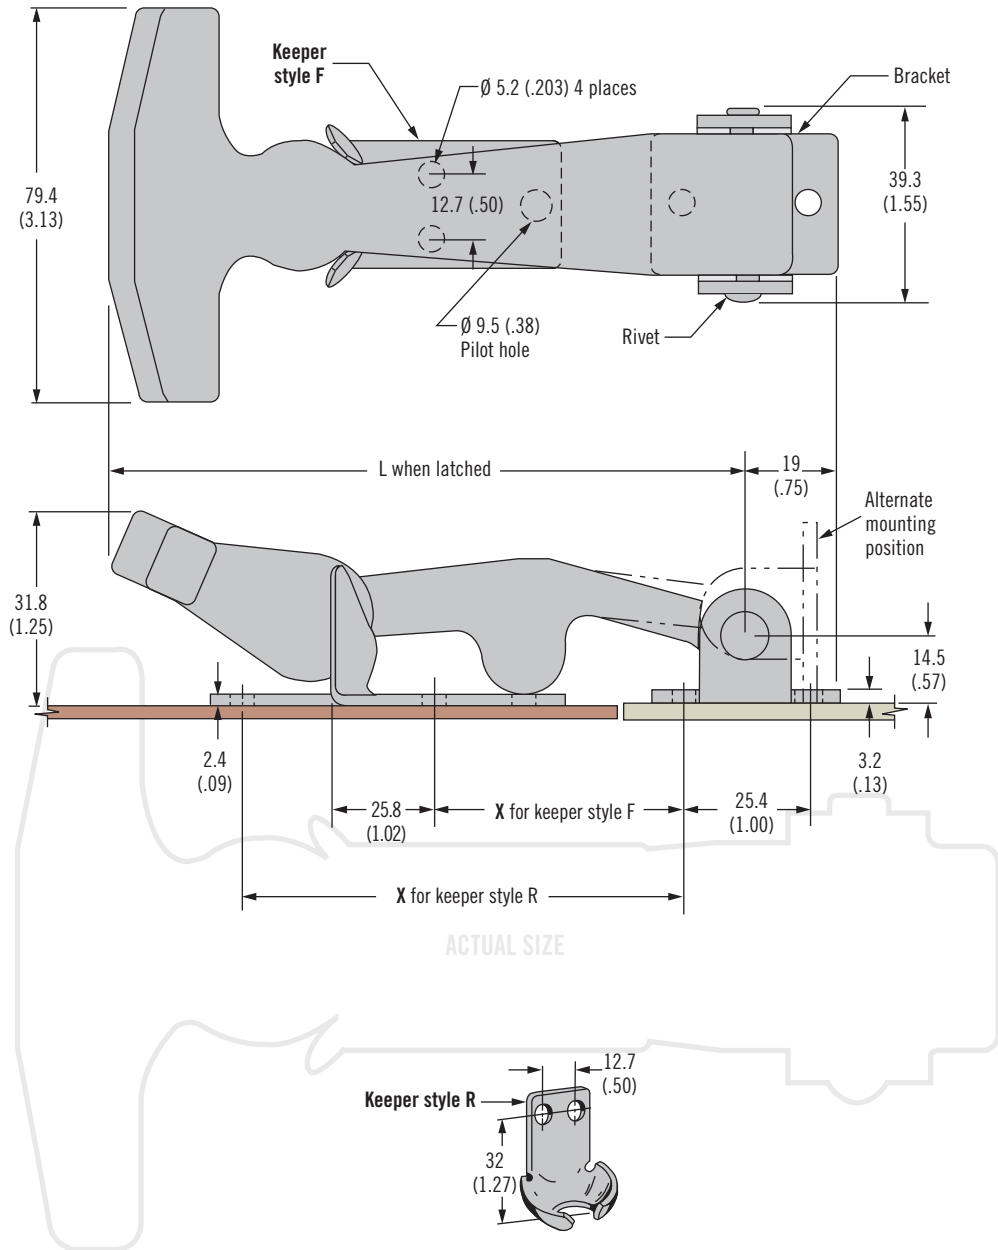 Keeper
style F
Ø 5.2 (.203) 4 places
Bracket
79.4
(3.13)
12.7 (.50)
39.3
(1.55)
Ø 9.5 (.38)
Pilot hole
Rivet
L when latched
19
(.75)
Alternate
mounting
position
31.8
(1.25)
14.5
(.57)
2.4
(.09)
3.2
(.13)
25.8
(1.02)
X for keeper style F
25.4
(1.00)
X for keeper style R
ACTUAL SIZE
12.7
(.50)
Keeper style R
32
(1.27)